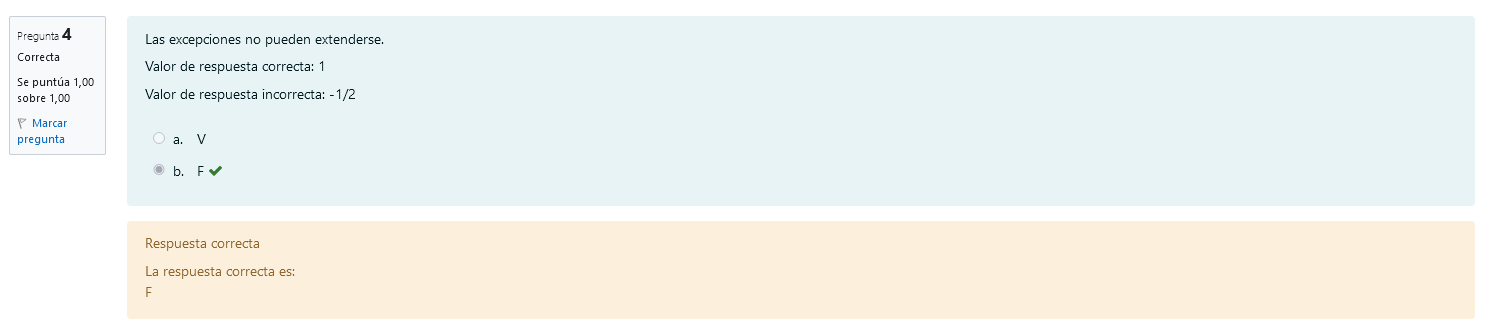 Pregunta 4
Correcta
Se puntúa 1,00
sobre 1,00
Marcar
pregunta
Las excepciones no pueden extenderse.
Valor de respuesta correcta: 1
Valor de respuesta incorrecta: -1/2
a. V
b. F
Respuesta correcta
La respuesta correcta es:
F